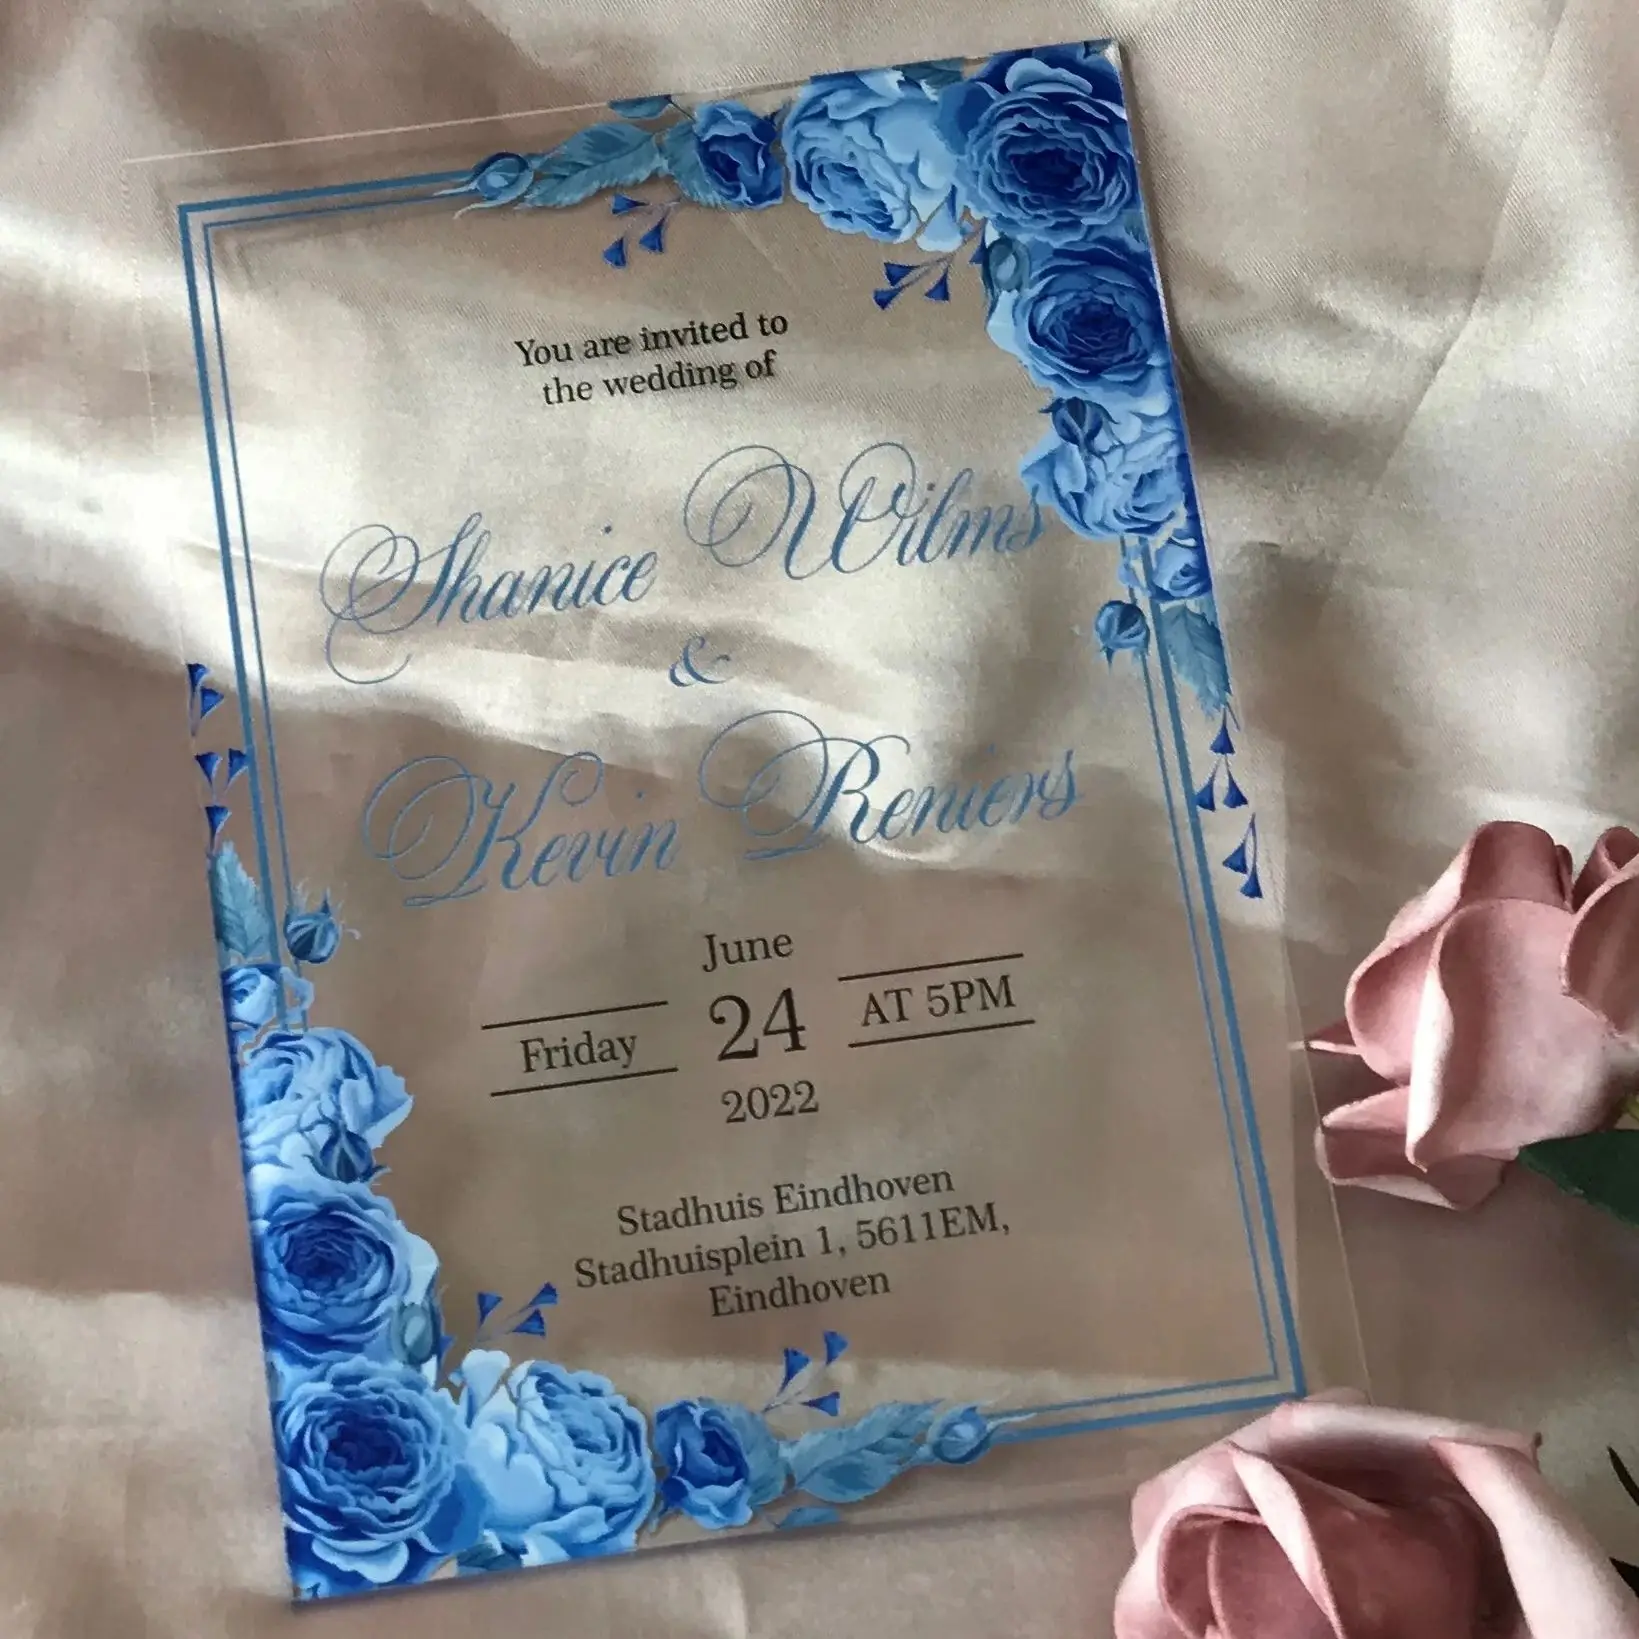 You are invited to
the wedding of
Shanice Wilms
&
Kevin Reniers
June
Friday 24 AT 5PM
2022
Stadhuis Eindhoven
Stadhuisplein 1, 5611EM,
Eindhoven